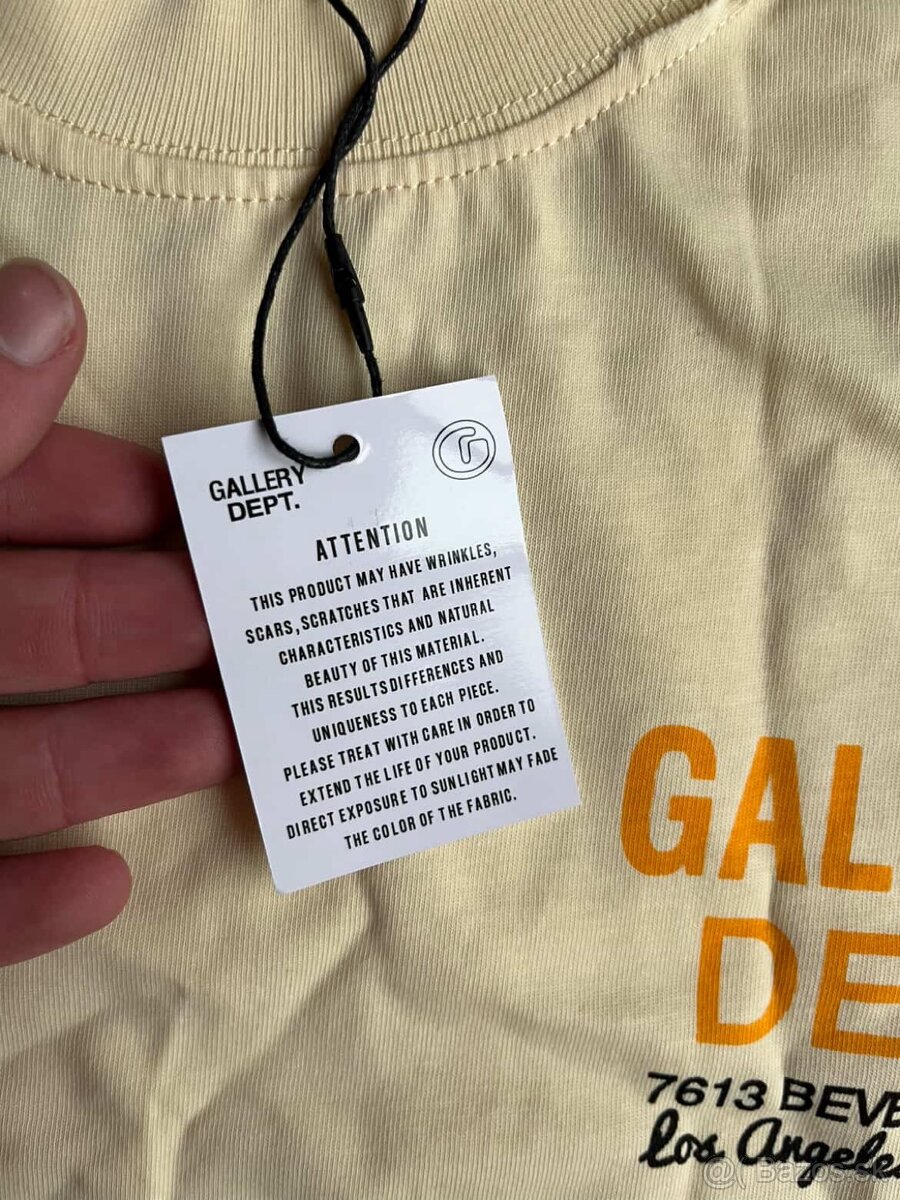 GALLERY
DEPT.
G
ATTENTION
THIS PRODUCT MAY HAVE WRINKLES,
SCARS,SCRATCHES THAT ARE INHERENT
CHARACTERISTICS AND NATURAL
BEAUTY OF THIS MATERIAL.
THIS RESULTS DIFFERENCES AND
UNIQUENESS TO EACH PIECE.
PLEASE TREAT WITH CARE IN ORDER TO
EXTEND THE LIFE OF YOUR PRODUCT.
DIRECT EXPOSURE TO SUNLIGHT MAY FADE
THE COLOR OF THE FABRIC.
GAL
DE
7613 BEVE
Los Angeles
@ Bazos.sk